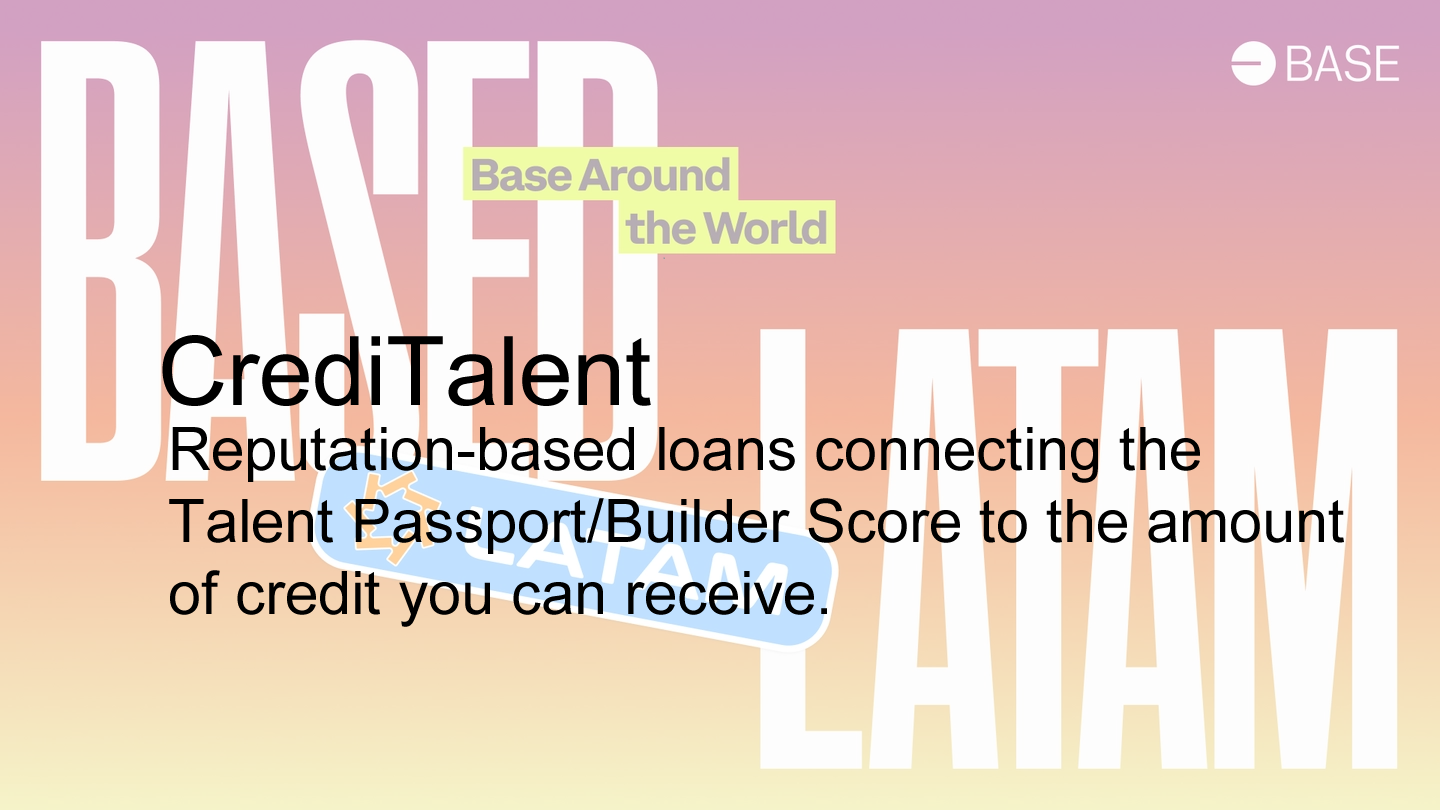 BASED
BASE
Base Around
the World
LATAM
CrediTalent
Reputation-based loans connecting the
Talent Passport/Builder Score to the amount
of credit you can receive.
LATAM